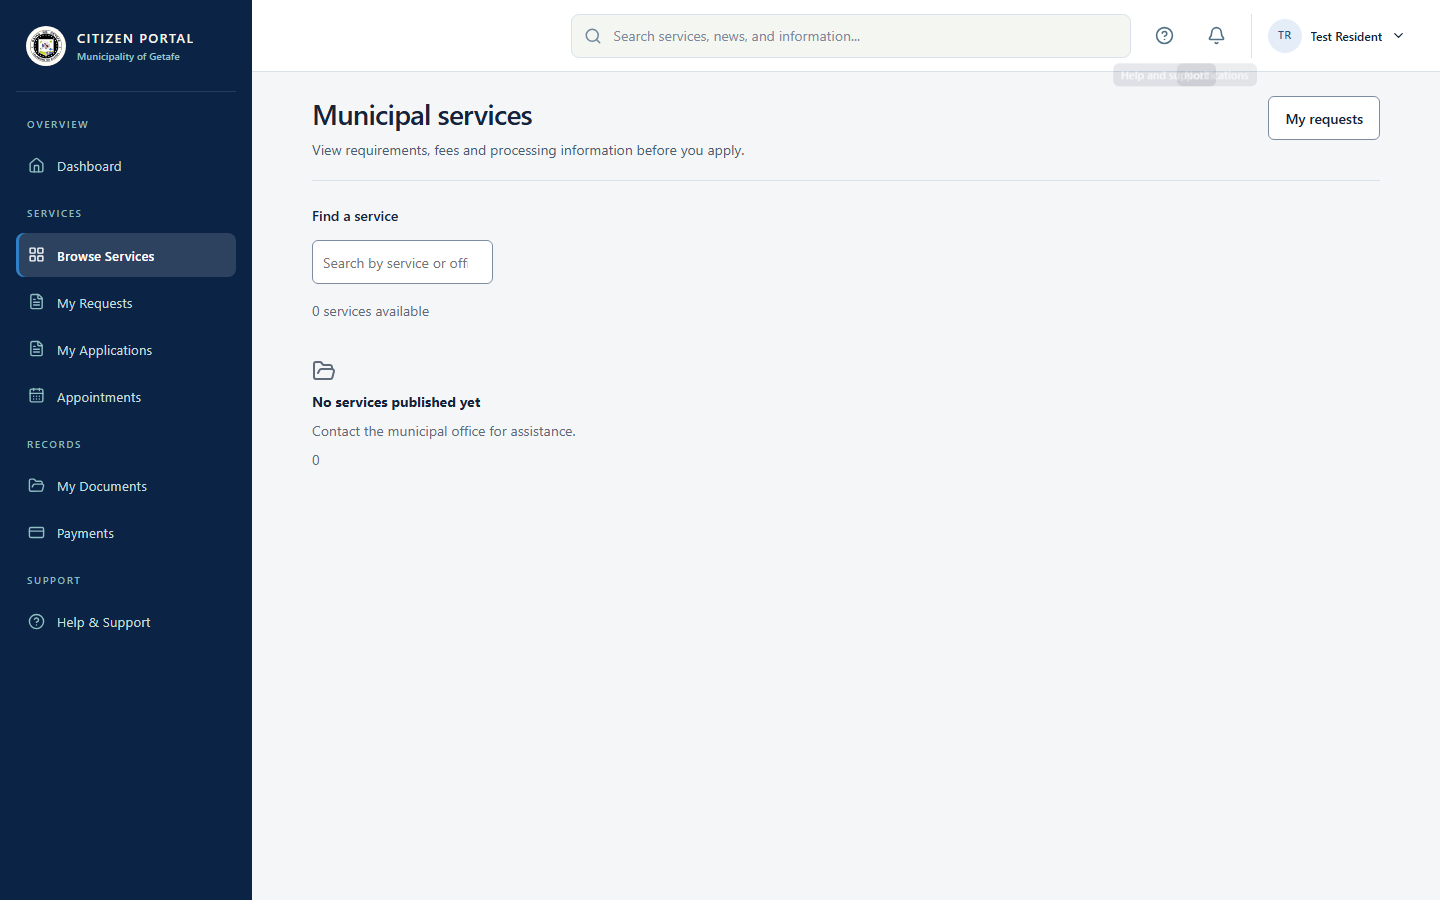 CITIZEN PORTAL
Municipality of Getafe
OVERVIEW
Dashboard
SERVICES
Browse Services
My Requests
My Applications
Appointments
RECORDS
My Documents
Payments
SUPPORT
Help & Support
Search services, news, and information...
TR
Test Resident
Help and
Municipal services
My requests
View requirements, fees and processing information before you apply.
Find a service
Search by service or off
0 services available
No services published yet
Contact the municipal office for assistance.
0